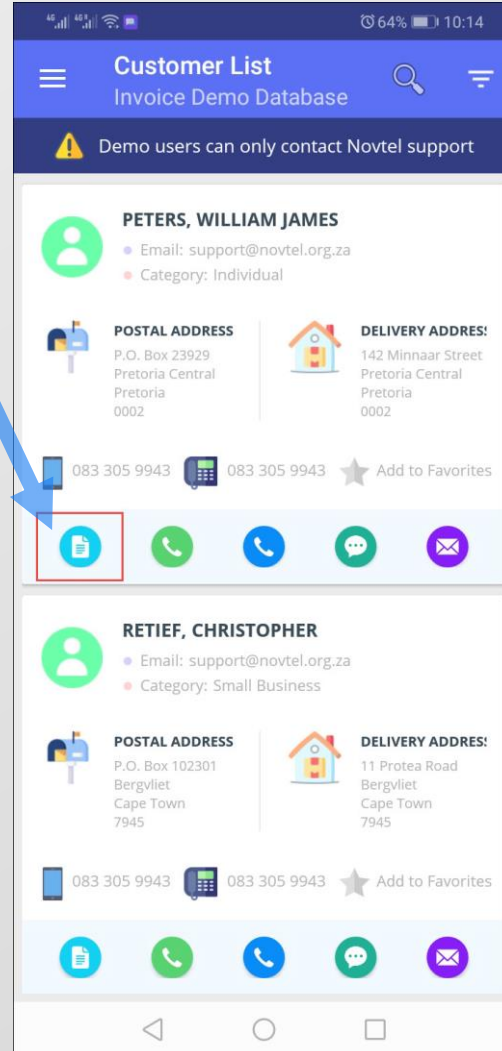 64% 10:14
Customer List
Invoice Demo Database
Demo users can only contact Novtel support
PETERS, WILLIAM JAMES
Email: support@novtel.org.za
Category: Individual
POSTAL ADDRESS
P.O. Box 23929
Pretoria Central
Pretoria
0002
DELIVERY ADDRES
142 Minnaar Street
Pretoria Central
Pretoria
0002
083 305 9943 083 305 9943 Add to Favorites
RETIEF, CHRISTOPHER
Email: support@novtel.org.za
Category: Small Business
POSTAL ADDRESS
P.O. Box 102301
Bergvliet
Cape Town
7945
DELIVERY ADDRES
11 Protea Road
Bergvliet
Cape Town
7945
083 305 9943 083 305 9943 Add to Favorites